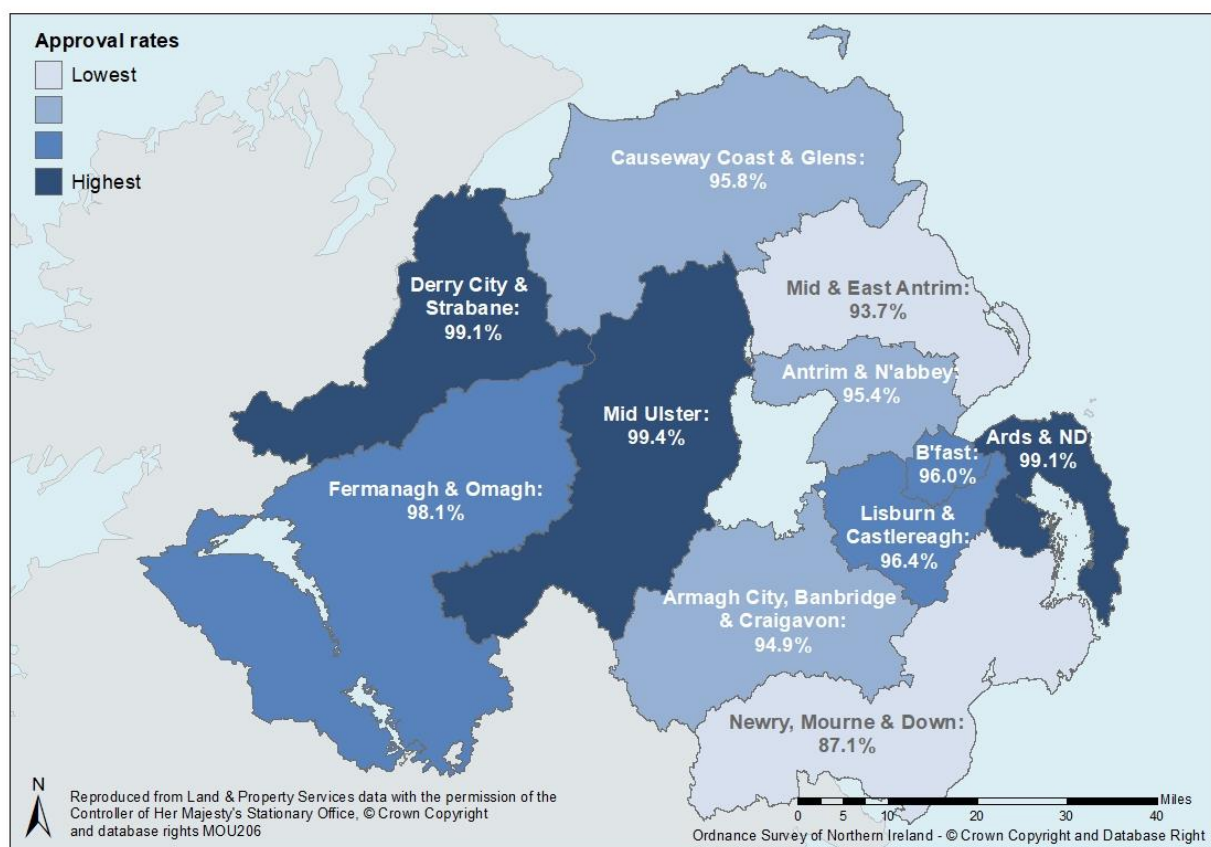 Approval rates
Lowest
Highest
Causeway Coast & Glens:
95.8%
Derry City &
Strabane:
99.1%
Mid & East Antrim:
93.7%
Antrim & N'abbey:
95.4%
Mid Ulster:
99.4%
Ards & ND:
99.1%
B'fast:
96.0%
Fermanagh & Omagh:
98.1%
Lisburn &
Castlereagh:
96.4%
Armagh City, Banbridge
& Craigavon:
94.9%
Newry, Mourne & Down:
87.1%
N
Reproduced from Land & Property Services data with the permission of the
Controller of Her Majesty's Stationary Office, © Crown Copyright
and database rights MOU206
Miles
0 5 10 20 30 40
Ordnance Survey of Northern Ireland - © Crown Copyright and Database Right